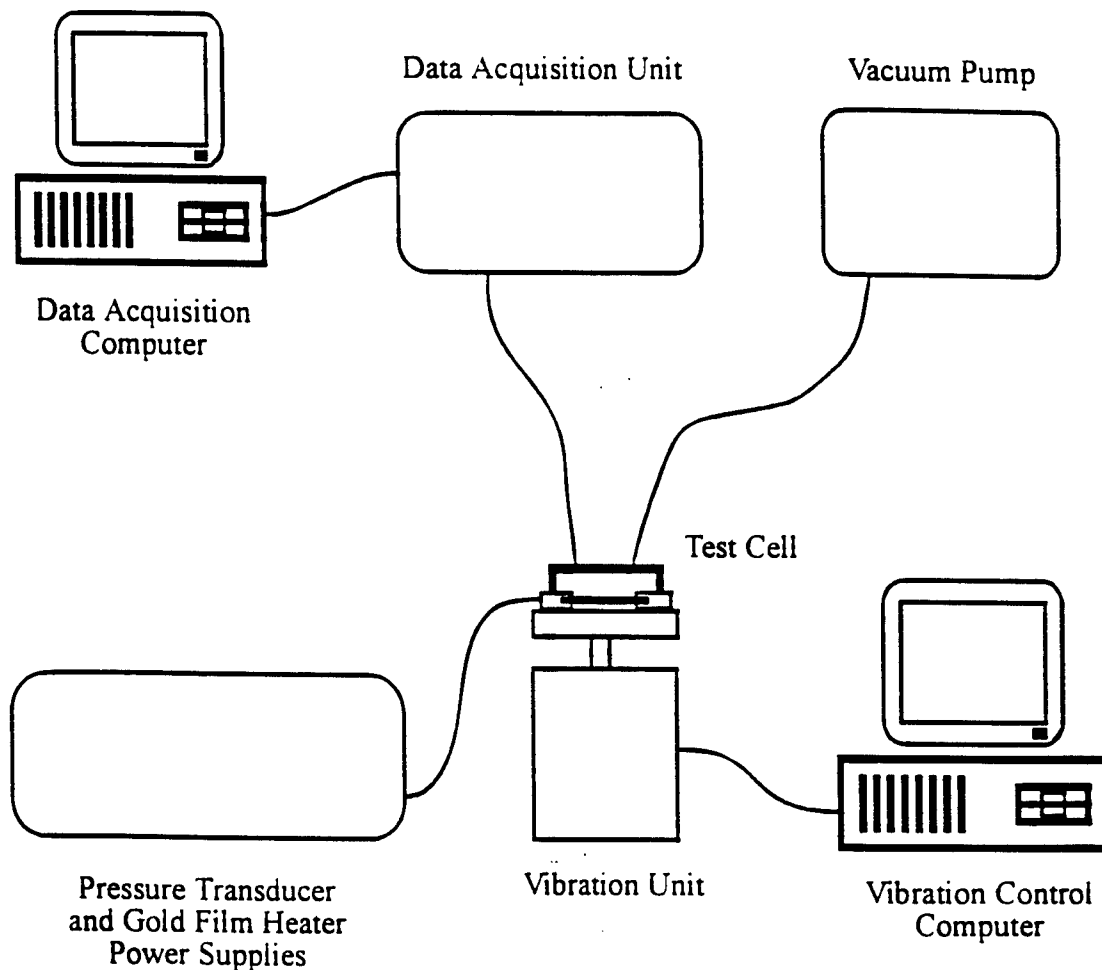 Data Acquisition Unit
Vacuum Pump
Data Acquisition
Computer
Test Cell
Pressure Transducer
and Gold Film Heater
Power Supplies
Vibration Unit
Vibration Control
Computer